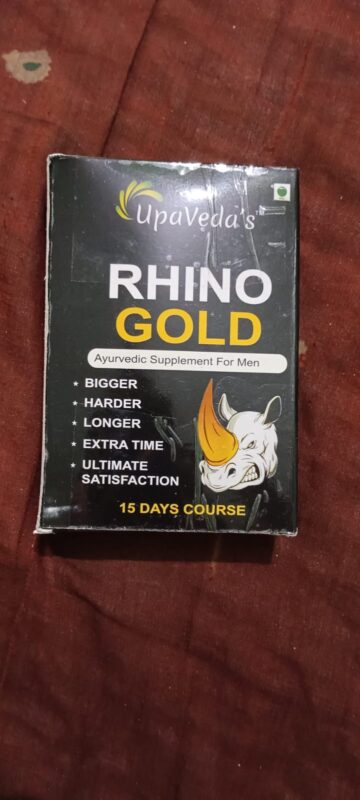 UpaVeda's
RHINO
GOLD
Ayurvedic Supplement For Men
★ BIGGER
★ HARDER
★ LONGER
★ EXTRA TIME
★ ULTIMATE
SATISFACTION
15 DAYS COURSE